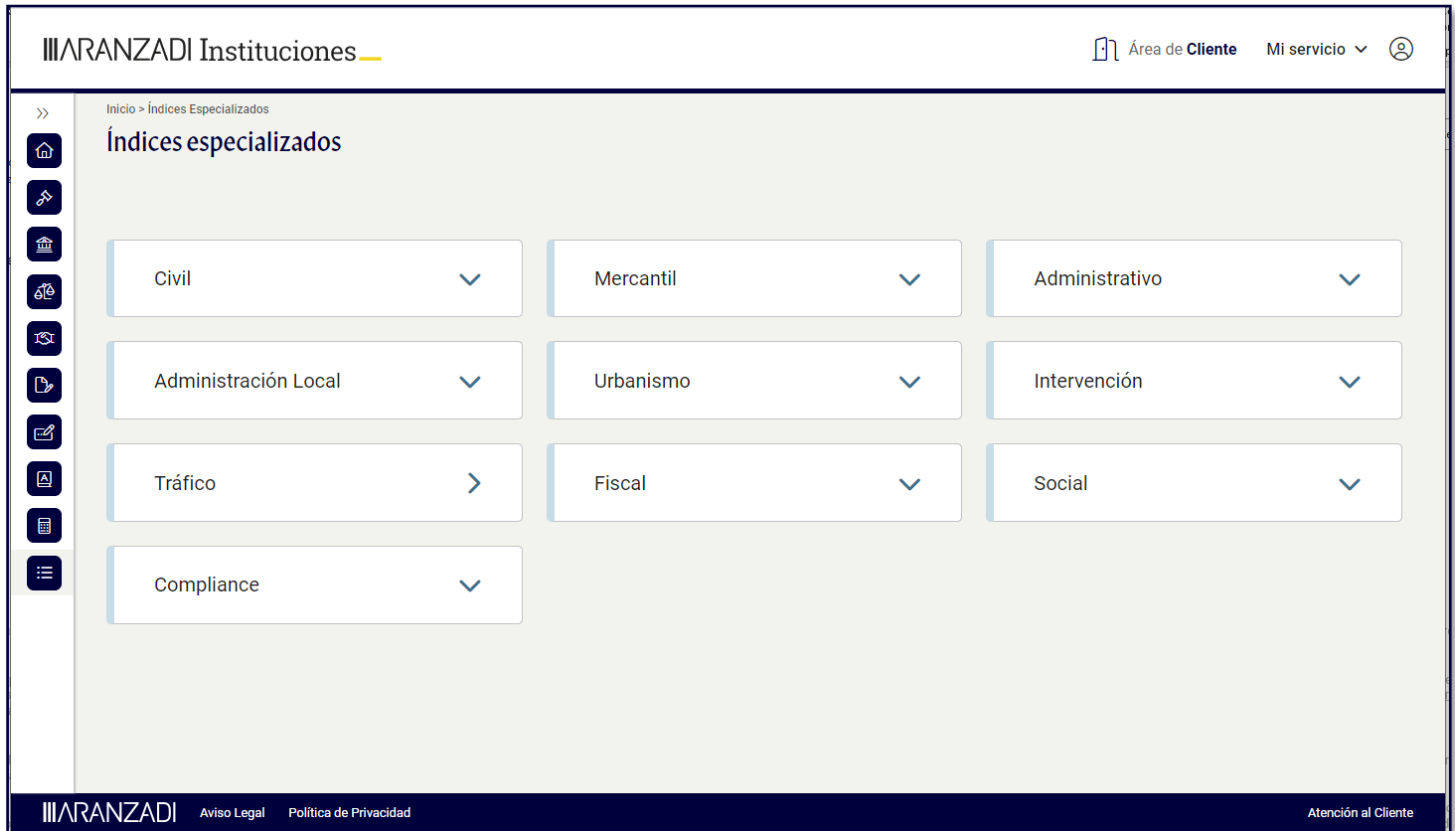 ARANZADI Instituciones
Área de Cliente Mi servicio
Inicio > Índices Especializados
Índices especializados
Civil Mercantil Administrativo
Administración Local Urbanismo Intervención
Tráfico Fiscal Social
Compliance
ARANZADI Aviso Legal Política de Privacidad Atención al Cliente